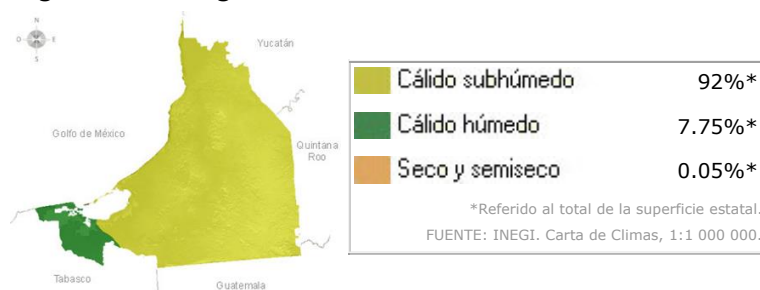 N
O
E
S
Yucatán
Golfo de México
Quintana
Roo
Tabasco
Guatemala
Cálido subhúmedo 92%*
Cálido húmedo 7.75%*
Seco y semiseco 0.05%*
*Referido al total de la superficie estatal.
FUENTE: INEGI. Carta de Climas, 1:1 000 000.